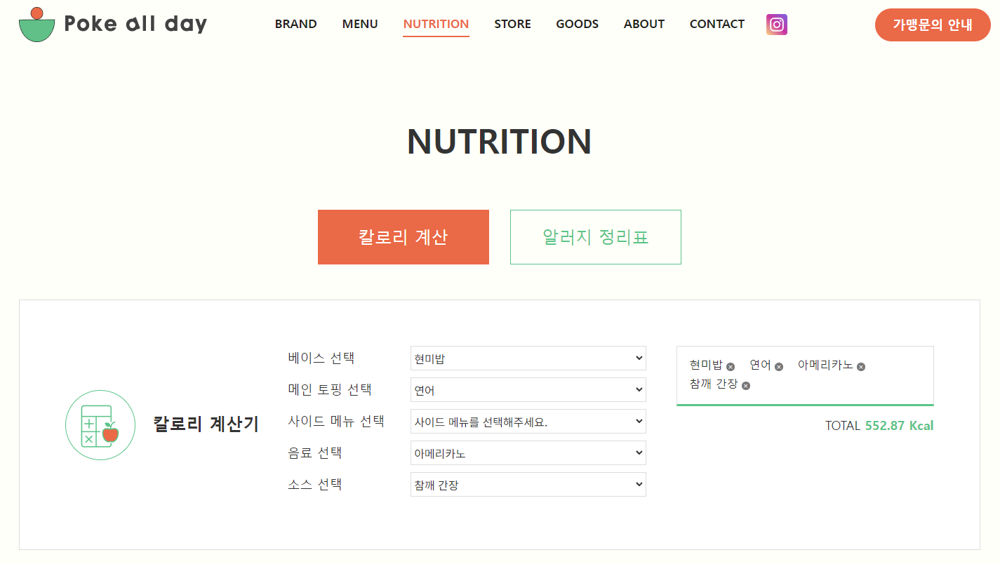 Poke all day
BRAND MENU NUTRITION STORE GOODS ABOUT CONTACT
가맹문의 안내
NUTRITION
칼로리 계산
알러지 정리표
칼로리 계산기
베이스 선택 현미밥
메인 토핑 선택 연어
사이드 메뉴 선택 사이드 메뉴를 선택해주세요.
음료 선택 아메리카노
소스 선택 참깨 간장
현미밥 연어 아메리카노
참깨 간장
TOTAL 552.87 Kcal